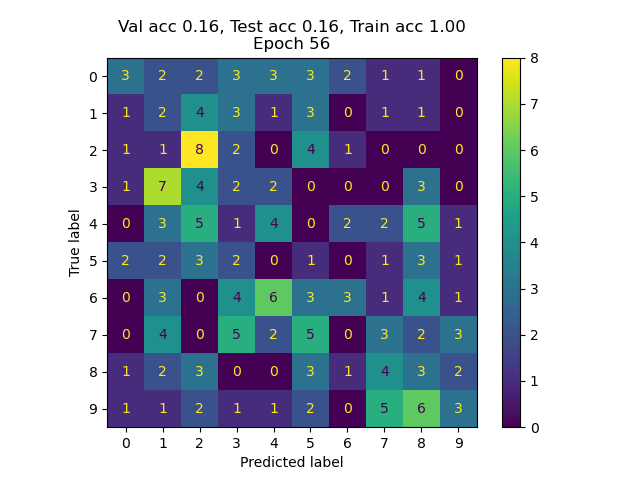 Val acc 0.16, Test acc 0.16, Train acc 1.00
Epoch 56
0 3 2 2 3 3 3 2 1 1 0
1 1 2 4 3 1 3 0 1 1 0
2 1 1 8 2 0 4 1 0 0 0
3 1 7 4 2 2 0 0 0 3 0
4 0 3 5 1 4 0 2 2 5 1
5 2 2 3 2 0 1 0 1 3 1
6 0 3 0 4 6 3 3 1 4 1
7 0 4 0 5 2 5 0 3 2 3
8 1 2 3 0 0 3 1 4 3 2
9 1 1 2 1 1 2 0 5 6 3
0 1 2 3 4 5 6 7 8 9
Predicted label
True label
8
7
6
5
4
3
2
1
0